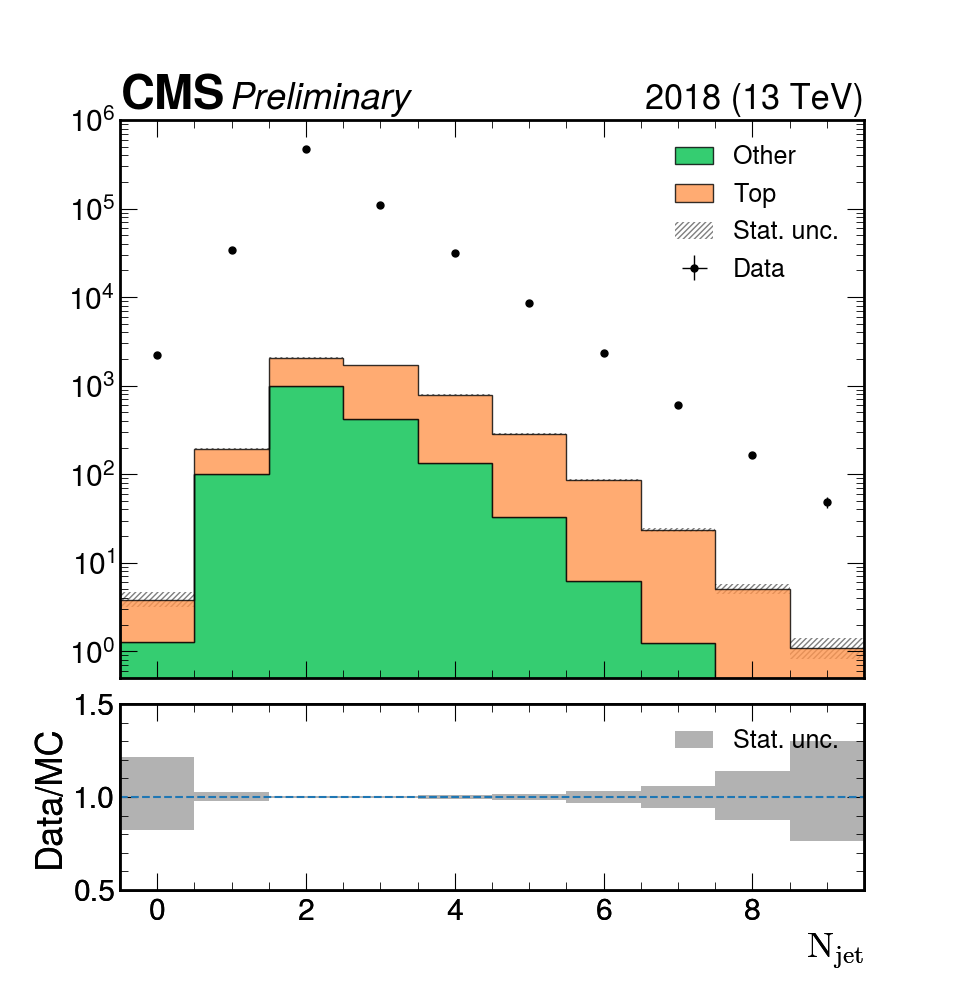 CMS Preliminary 2018 (13 TeV)
10^6
10^5
10^4
10^3
10^2
10^1
10^0
Other
Top
Stat. unc.
Data
Data/MC
1.5
1.0
0.5
Stat. unc.
0 2 4 6 8
N_jet